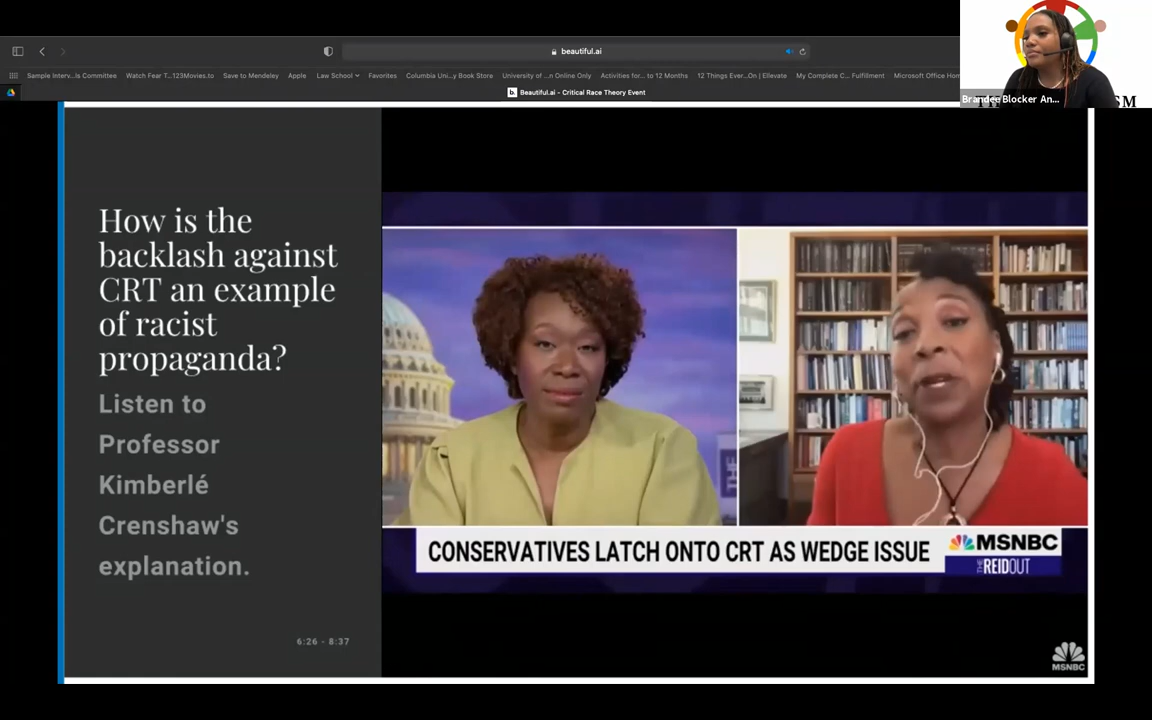 beautiful.ai
Sample Interv...ls Committee
Watch Fear T...123Movies.to
Save to Mendeley
Apple
Law School
Favorites
Columbia Uni...y Book Store
University of ...n Online Only
Activities for... to 12 Months
12 Things Ever...On | Ellevate
My Complete C... Fulfillment
Microsoft Office Home
b. Beautiful.ai - Critical Race Theory Event
Brandee Blocker An...
SM
How is the
backlash against
CRT an example
of racist
propaganda?
Listen to
Professor
Kimberlé
Crenshaw's
explanation.
6:26 - 8:37
CONSERVATIVES LATCH ONTO CRT AS WEDGE ISSUE
MSNBC
THE REIDOUT
MSNBC